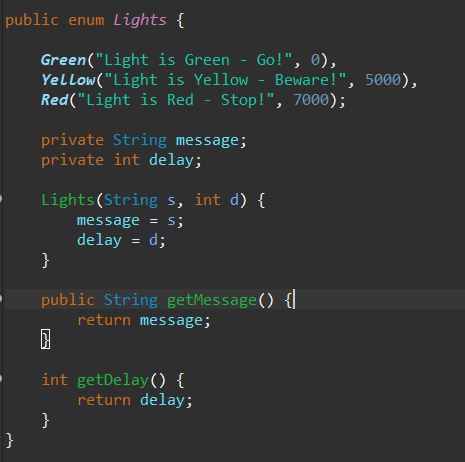 public enum Lights {
Green("Light is Green - Go!", 0),
Yellow("Light is Yellow - Beware!", 5000),
Red("Light is Red - Stop!", 7000);
private String message;
private int delay;
Lights(String s, int d) {
message = s;
delay = d;
}
public String getMessage() {
return message;
}
int getDelay() {
return delay;
}
}